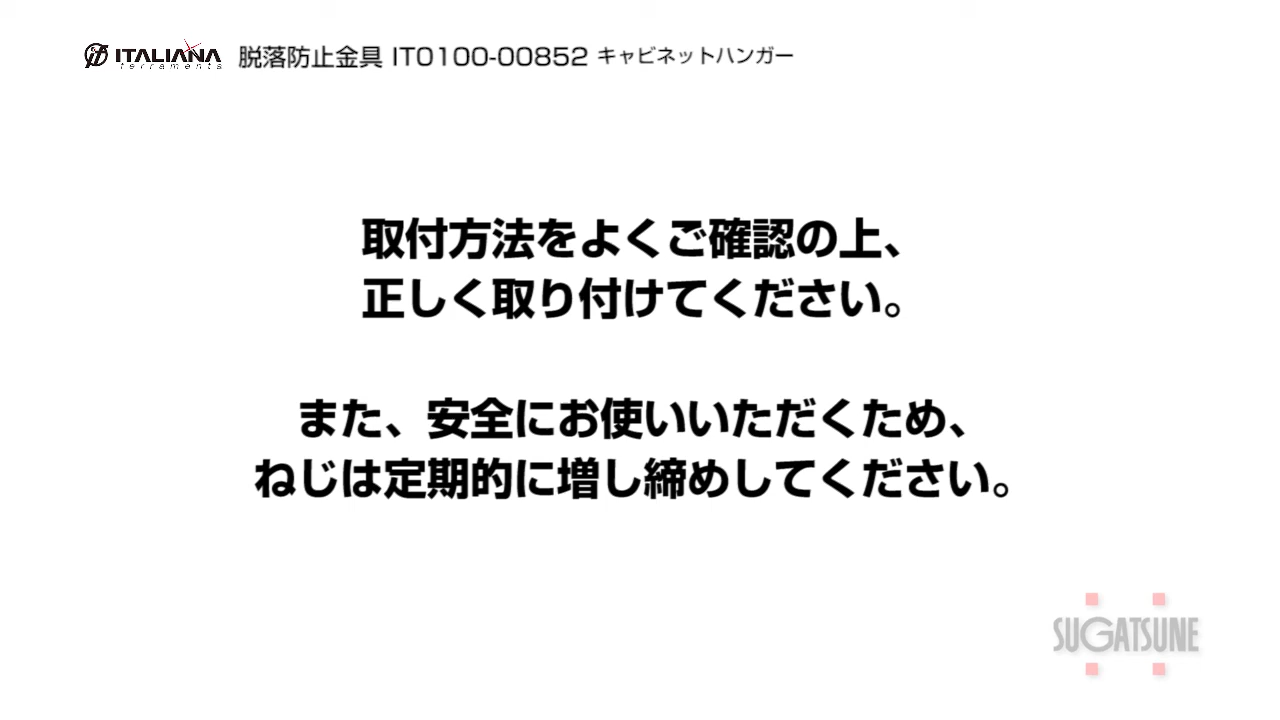 ITALIANA ferramenta 脱落防止金具 IT0100-00852 キャビネットハンガー
取付方法をよくご確認の上、
正しく取り付けてください。
また、安全にお使いいただくため、
ねじは定期的に増し締めしてください。
SUGATSUNE